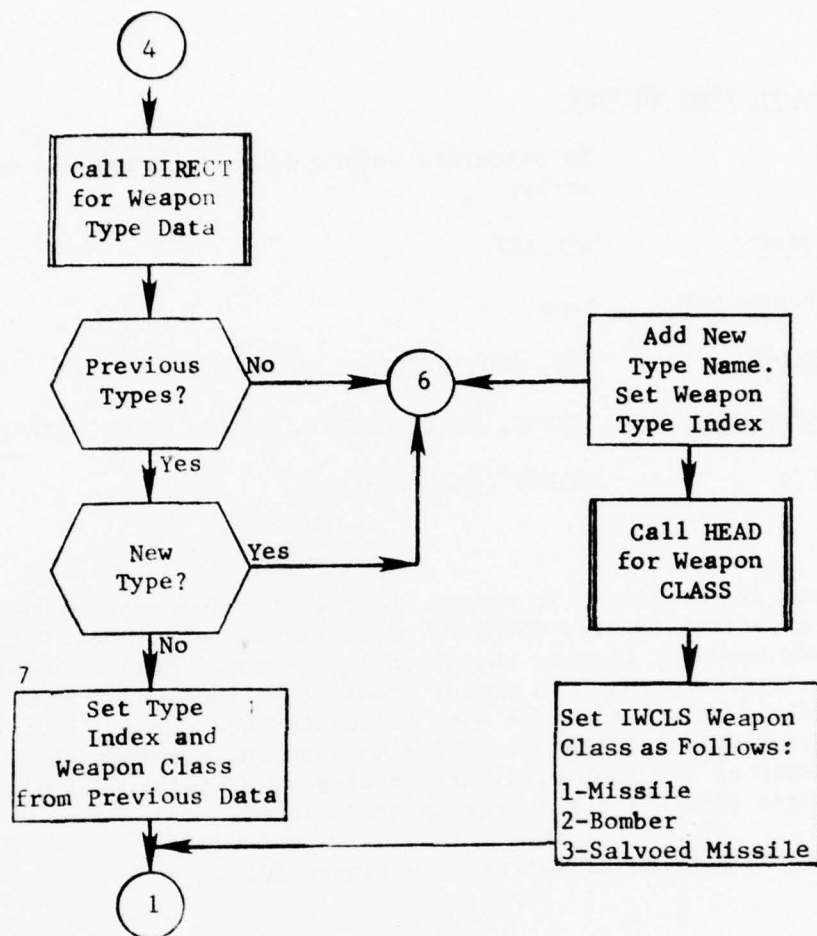 4
Call DIRECT
for Weapon
Type Data
Previous
Types?
No
Yes
New
Type?
Yes
No
7
Set Type
Index and
Weapon Class
from Previous Data
1
6
Add New
Type Name.
Set Weapon
Type Index
Call HEAD
for Weapon
CLASS
Set IWCLS Weapon
Class as Follows:
1-Missile
2-Bomber
3-Salvoed Missile